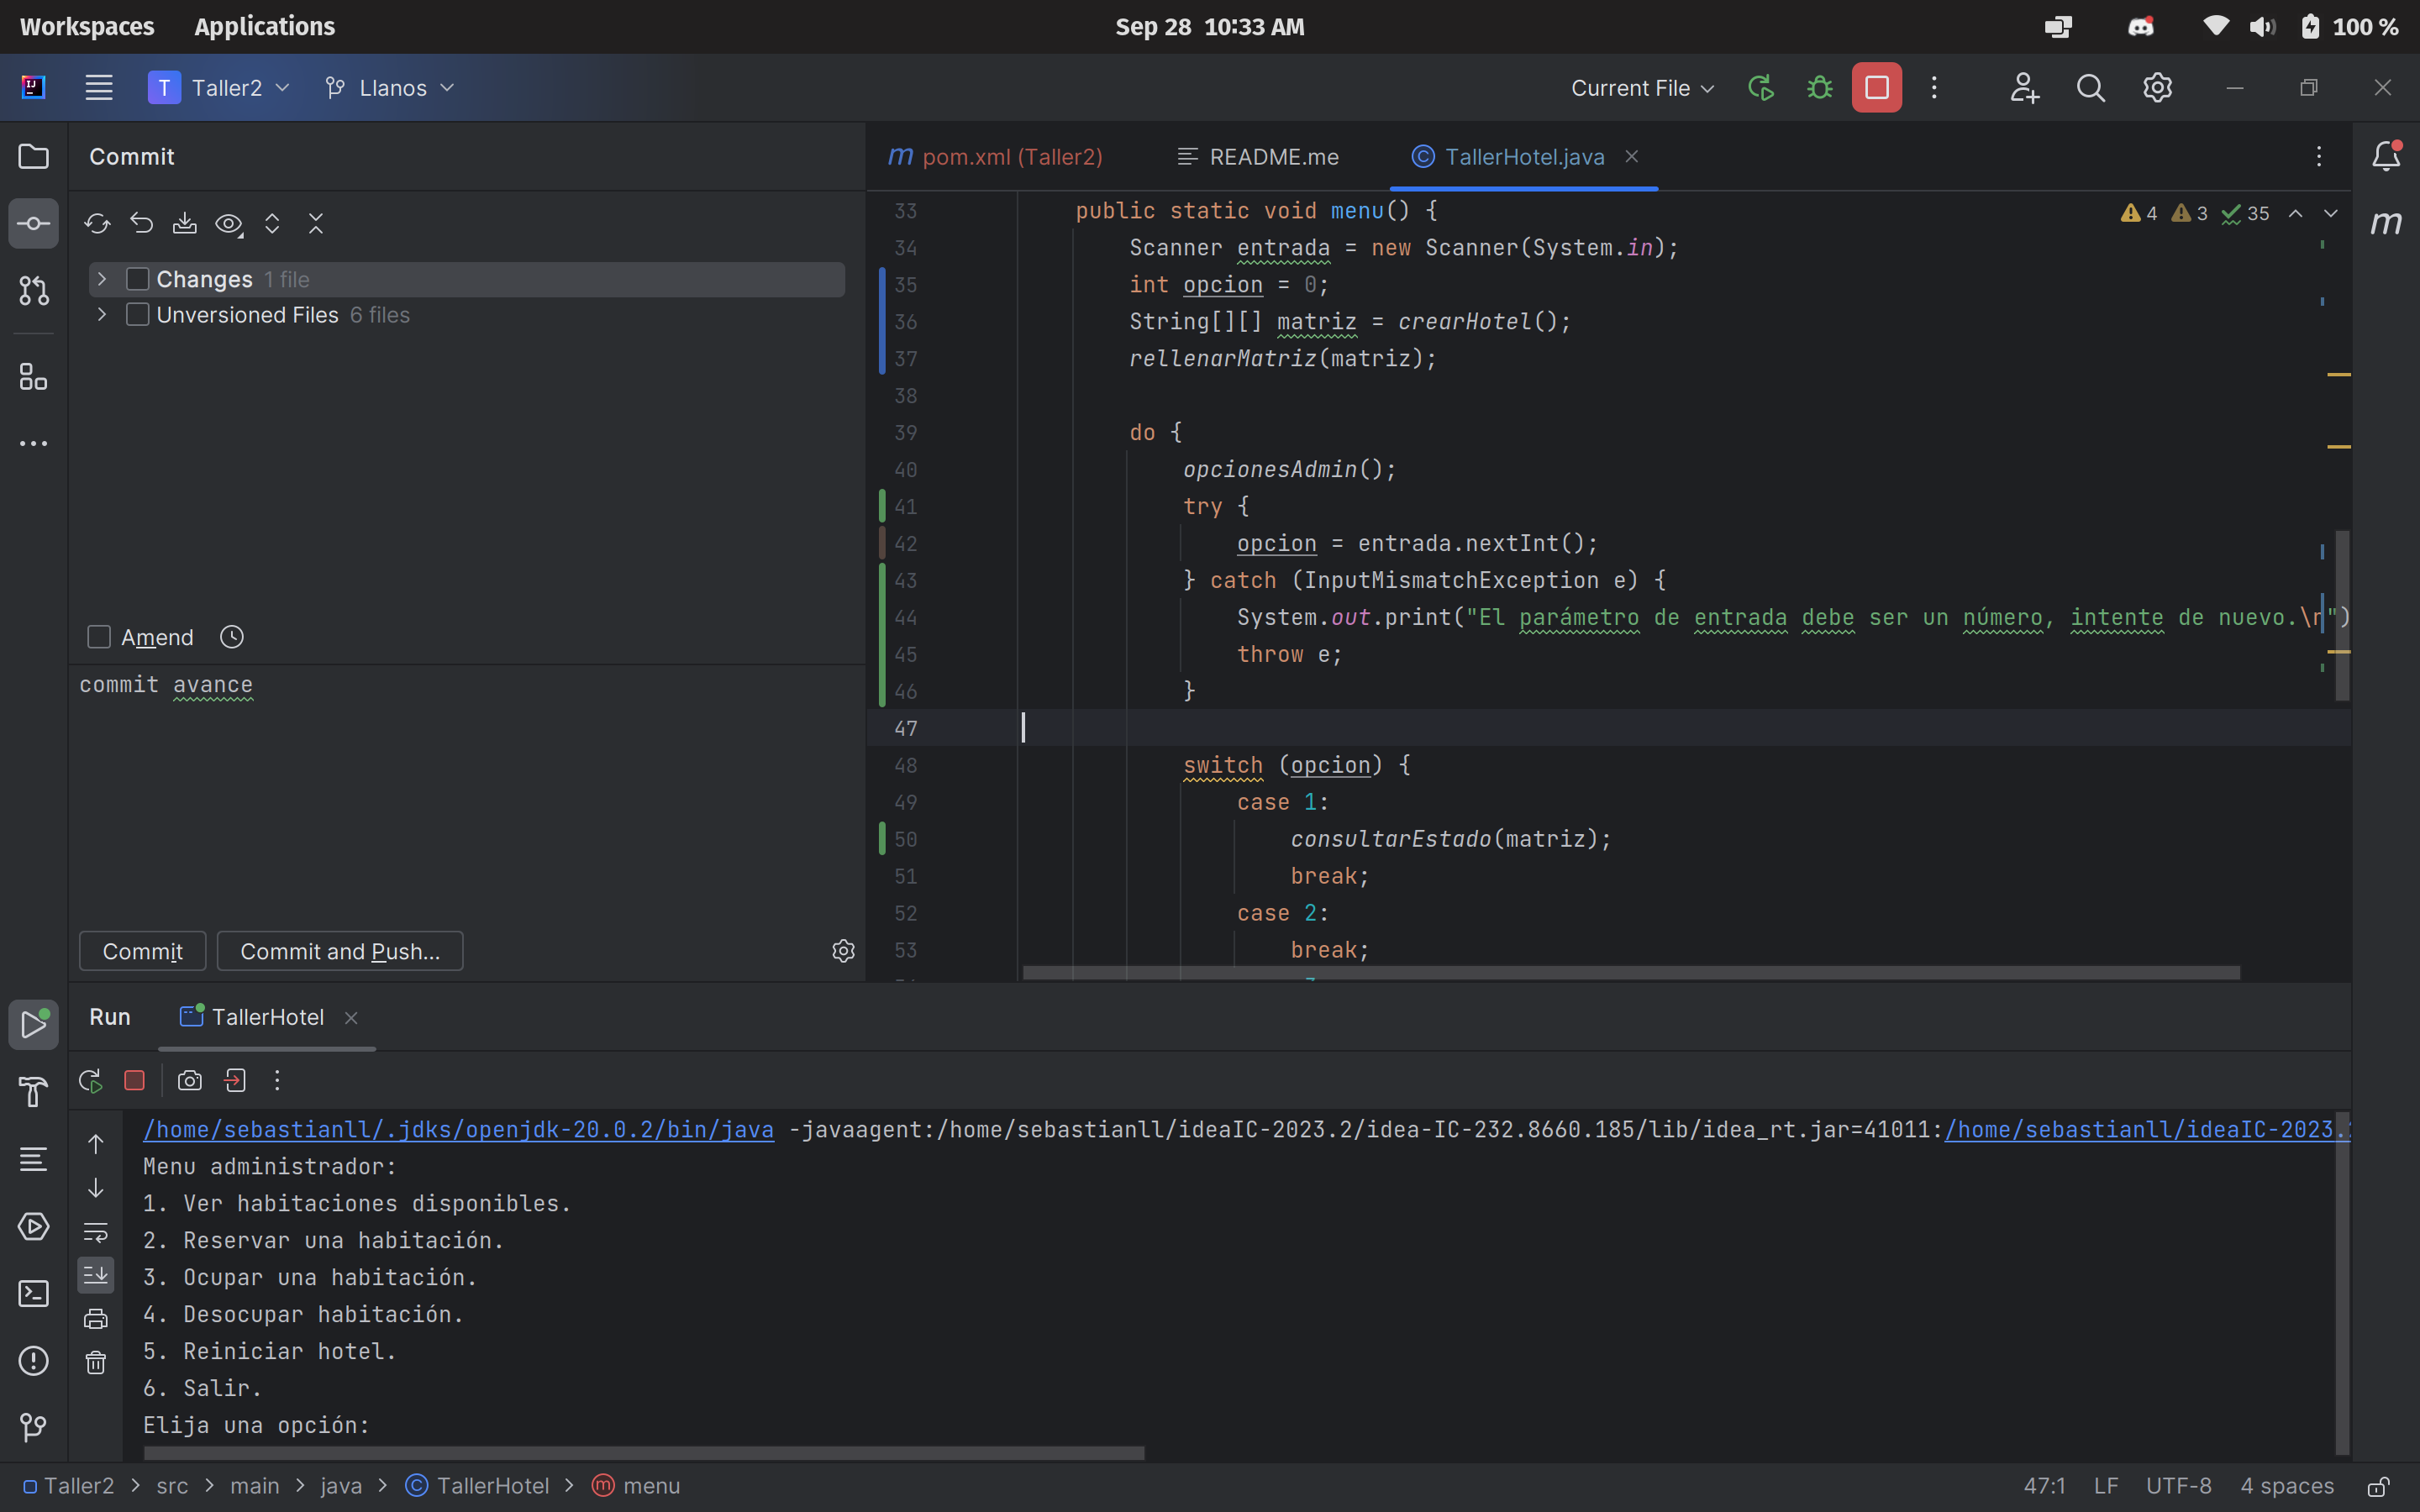 Workspaces Applications Sep 28 10:33 AM 100 %
T Taller2 Llanos Current File
Commit
pom.xml (Taller2) README.me TallerHotel.java
Changes 1 file
Unversioned Files 6 files
Amend
commit avance
Commit Commit and Push...
4 3 35
33 public static void menu() {
34 Scanner entrada = new Scanner(System.in);
35 int opcion = 0;
36 String[][] matriz = crearHotel();
37 rellenarMatriz(matriz);
38
39 do {
40 opcionesAdmin();
41 try {
42 opcion = entrada.nextInt();
43 } catch (InputMismatchException e) {
44 System.out.print("El parámetro de entrada debe ser un número, intente de nuevo.\n")
45 throw e;
46 }
47
48 switch (opcion) {
49 case 1:
50 consultarEstado(matriz);
51 break;
52 case 2:
53 break;
Run TallerHotel
/home/sebastianll/.jdks/openjdk-20.0.2/bin/java -javaagent:/home/sebastianll/ideaIC-2023.2/idea-IC-232.8660.185/lib/idea_rt.jar=41011:/home/sebastianll/ideaIC-2023.
Menu administrador:
1. Ver habitaciones disponibles.
2. Reservar una habitación.
3. Ocupar una habitación.
4. Desocupar habitación.
5. Reiniciar hotel.
6. Salir.
Elija una opción:
Taller2 > src > main > java > TallerHotel > menu 47:1 LF UTF-8 4 spaces